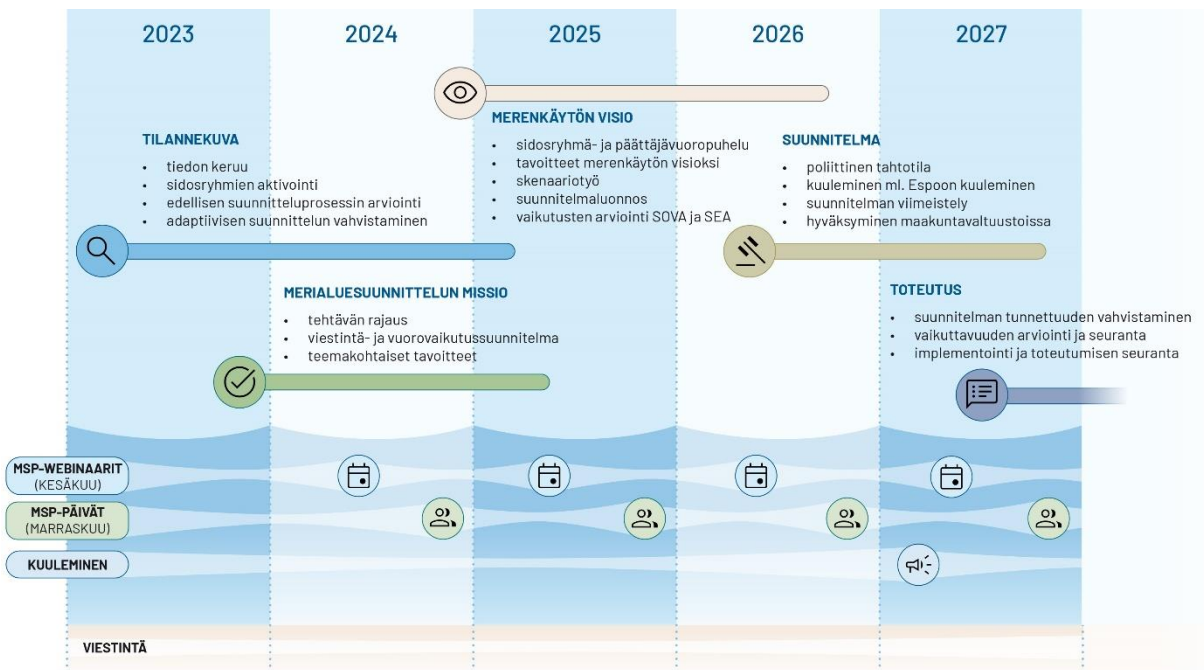 2023
2024
2025
2026
2027
MERENKÄYTÖN VISIO
• sidosryhmä- ja päättäjävuoropuhelu
• tavoitteet merenkäytön visioksi
• skenaariotyö
• suunnitelmaluonnos
• vaikutusten arviointi SOVA ja SEA
TILANNEKUVA
• tiedon keruu
• sidosryhmien aktivointi
• edellisen suunnitteluprosessin arviointi
• adaptiivisen suunnittelun vahvistaminen
SUUNNITELMA
• poliittinen tahtotila
• kuuleminen ml. Espoon kuuleminen
• suunnitelman viimeistely
• hyväksyminen maakuntavaltuustoissa
MERIALUESUUNNITTELUN MISSIO
• tehtävän rajaus
• viestintä- ja vuorovaikutussuunnitelma
• teemakohtaiset tavoitteet
TOTEUTUS
• suunnitelman tunnettuuden vahvistaminen
• vaikuttavuuden arviointi ja seuranta
• implementointi ja toteutumisen seuranta
MSP-WEBINAARIT
(KESÄKUU)
MSP-PÄIVÄT
(MARRASKUU)
KUULEMINEN
VIESTINTÄ